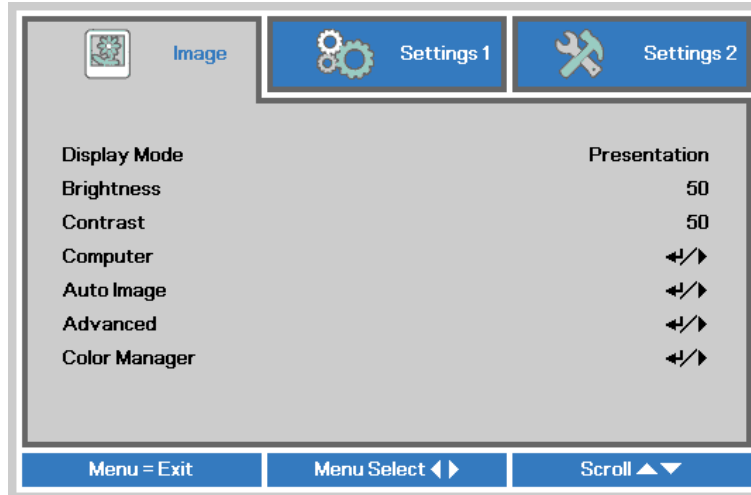 Image
Settings 1
Settings 2
Display Mode Presentation
Brightness 50
Contrast 50
Computer ↵/▶
Auto Image ↵/▶
Advanced ↵/▶
Color Manager ↵/▶
Menu = Exit
Menu Select ◀▶
Scroll ▲▼